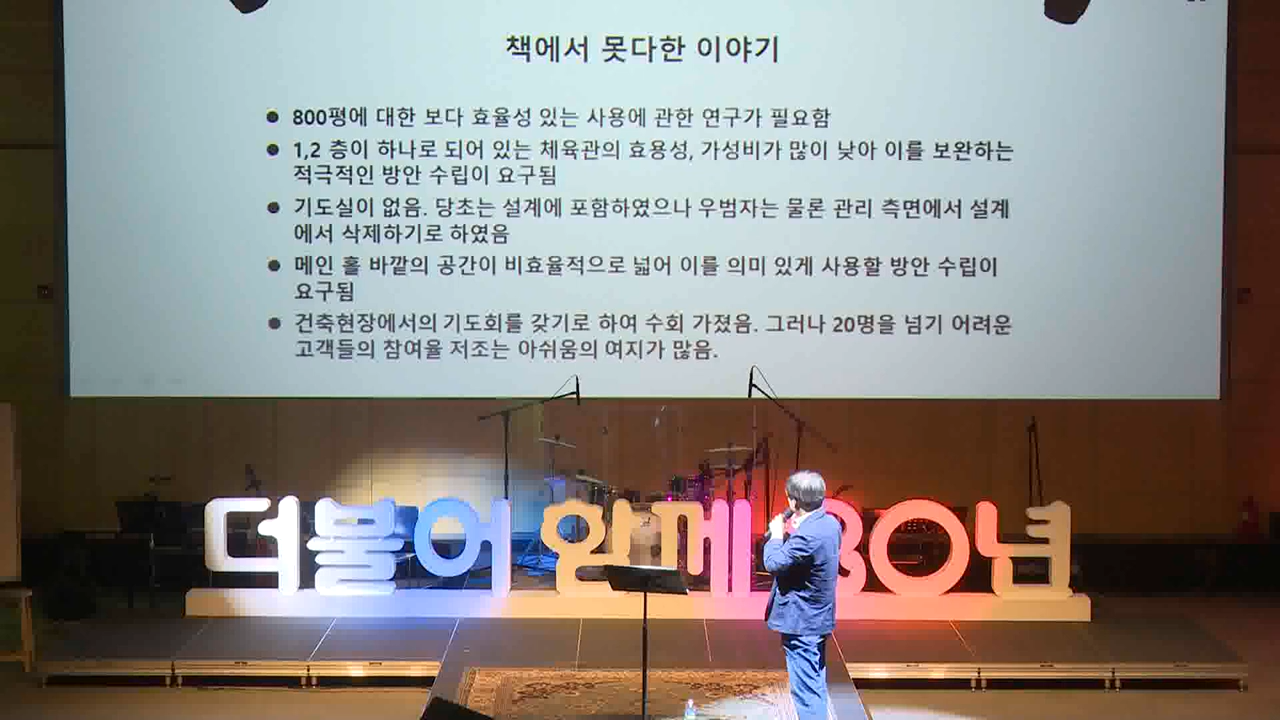 책에서 못다한 이야기
● 800평에 대한 보다 효율성 있는 사용에 관한 연구가 필요함
● 1,2 층이 하나로 되어 있는 체육관의 효용성, 가성비가 많이 낮아 이를 보완하는
적극적인 방안 수립이 요구됨
● 기도실이 없음. 당초는 설계에 포함하였으나 우범자는 물론 관리 측면에서 설계
에서 삭제하기로 하였음
● 메인 홀 바깥의 공간이 비효율적으로 넓어 이를 의미 있게 사용할 방안 수립이
요구됨
● 건축현장에서의 기도회를 갖기로 하여 수회 가졌음. 그러나 20명을 넘기 어려운
고객들의 참여율 저조는 아쉬움의 여지가 많음.
더불어 함께 30년